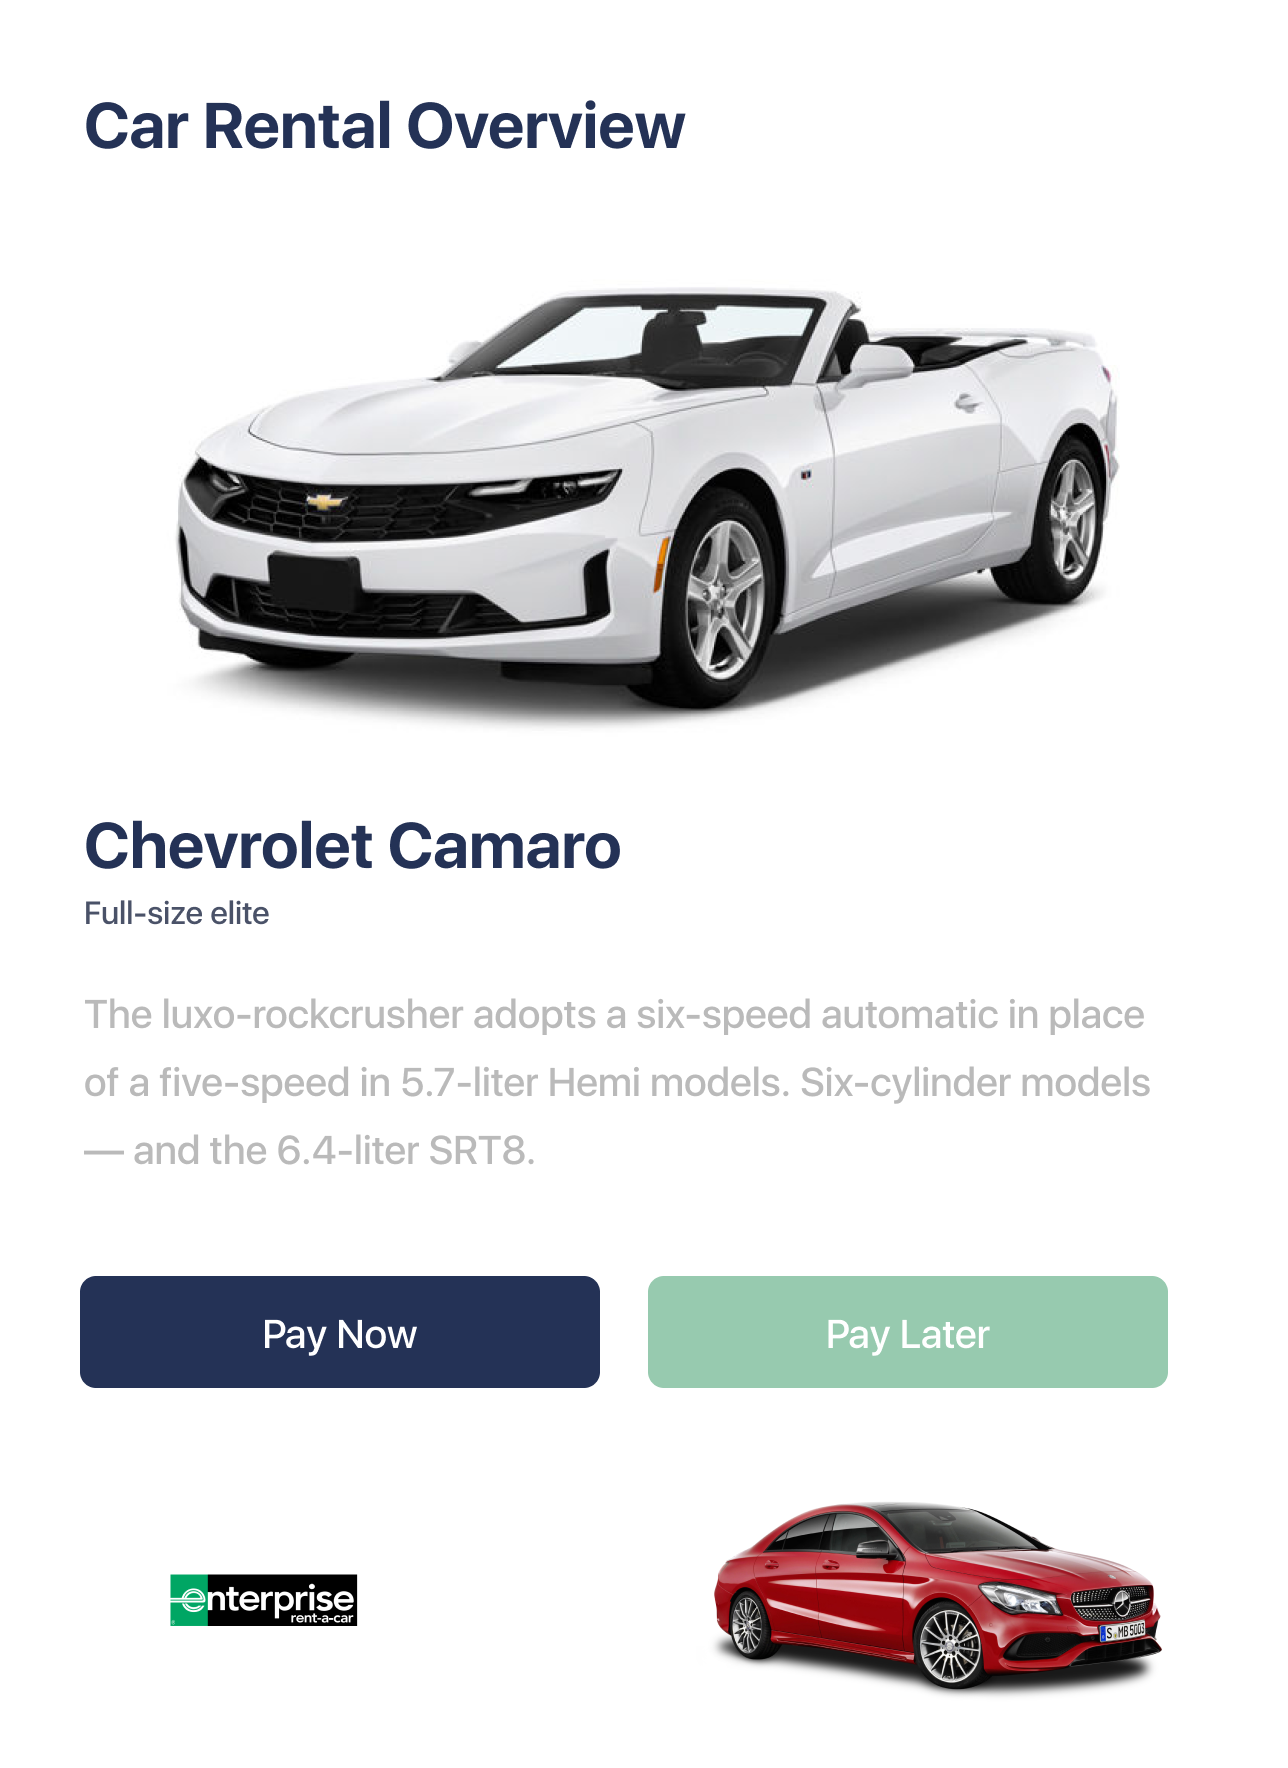 Car Rental Overview
Chevrolet Camaro
Full-size elite
The luxo-rockcrusher adopts a six-speed automatic in place
of a five-speed in 5.7-liter Hemi models. Six-cylinder models
— and the 6.4-liter SRT8.
Pay Now
Pay Later
enterprise
rent-a-car
S MB 5003